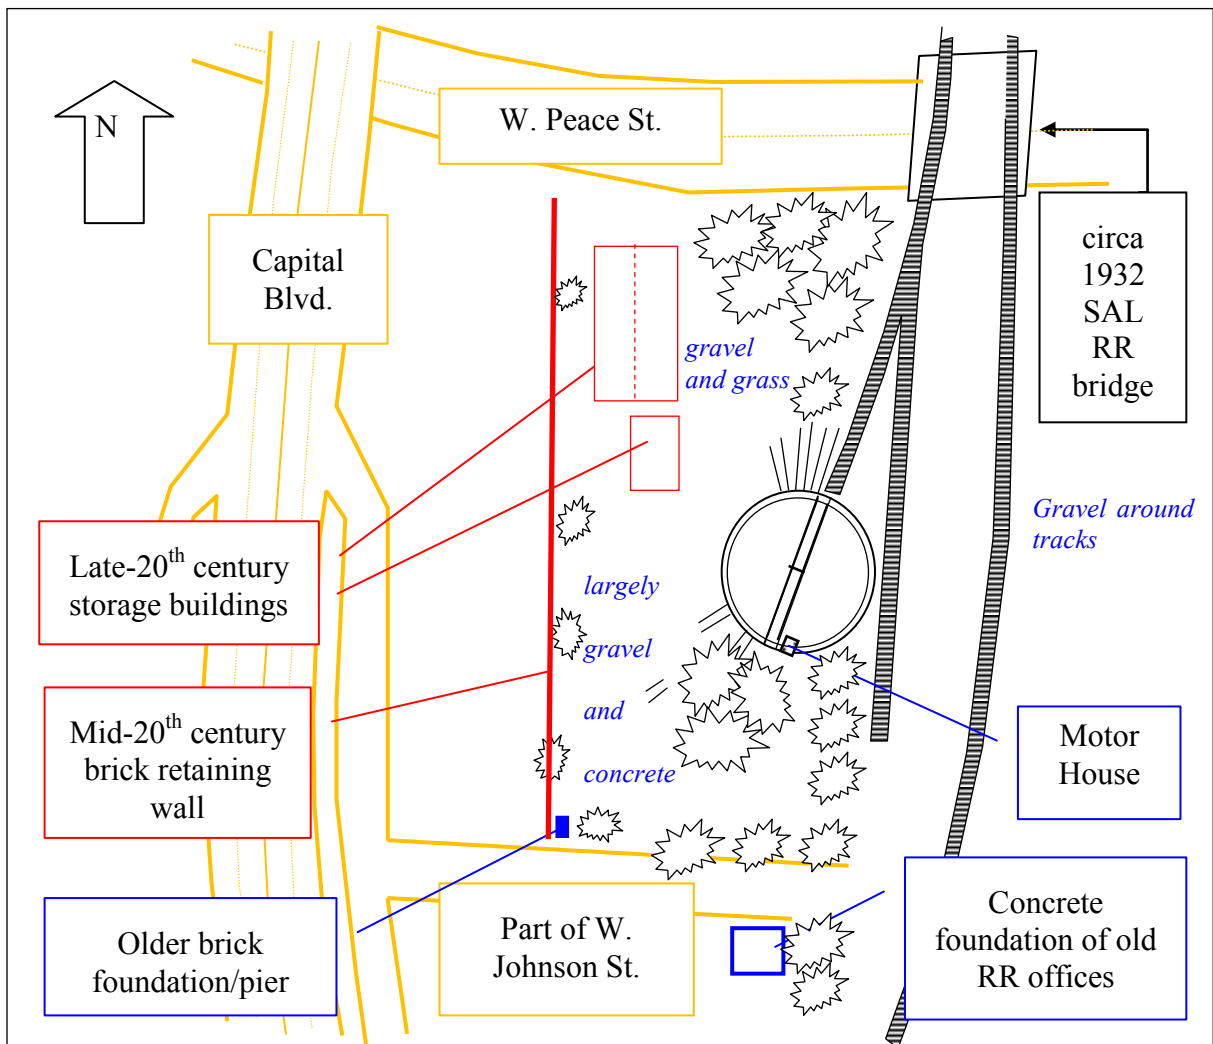 N
W. Peace St.
Capital
Blvd.
circa
1932
SAL
RR
bridge
gravel
and grass
Gravel around
tracks
Late-20th century
storage buildings
largely
gravel
and
concrete
Mid-20th century
brick retaining
wall
Motor
House
Older brick
foundation/pier
Part of W.
Johnson St.
Concrete
foundation of old
RR offices